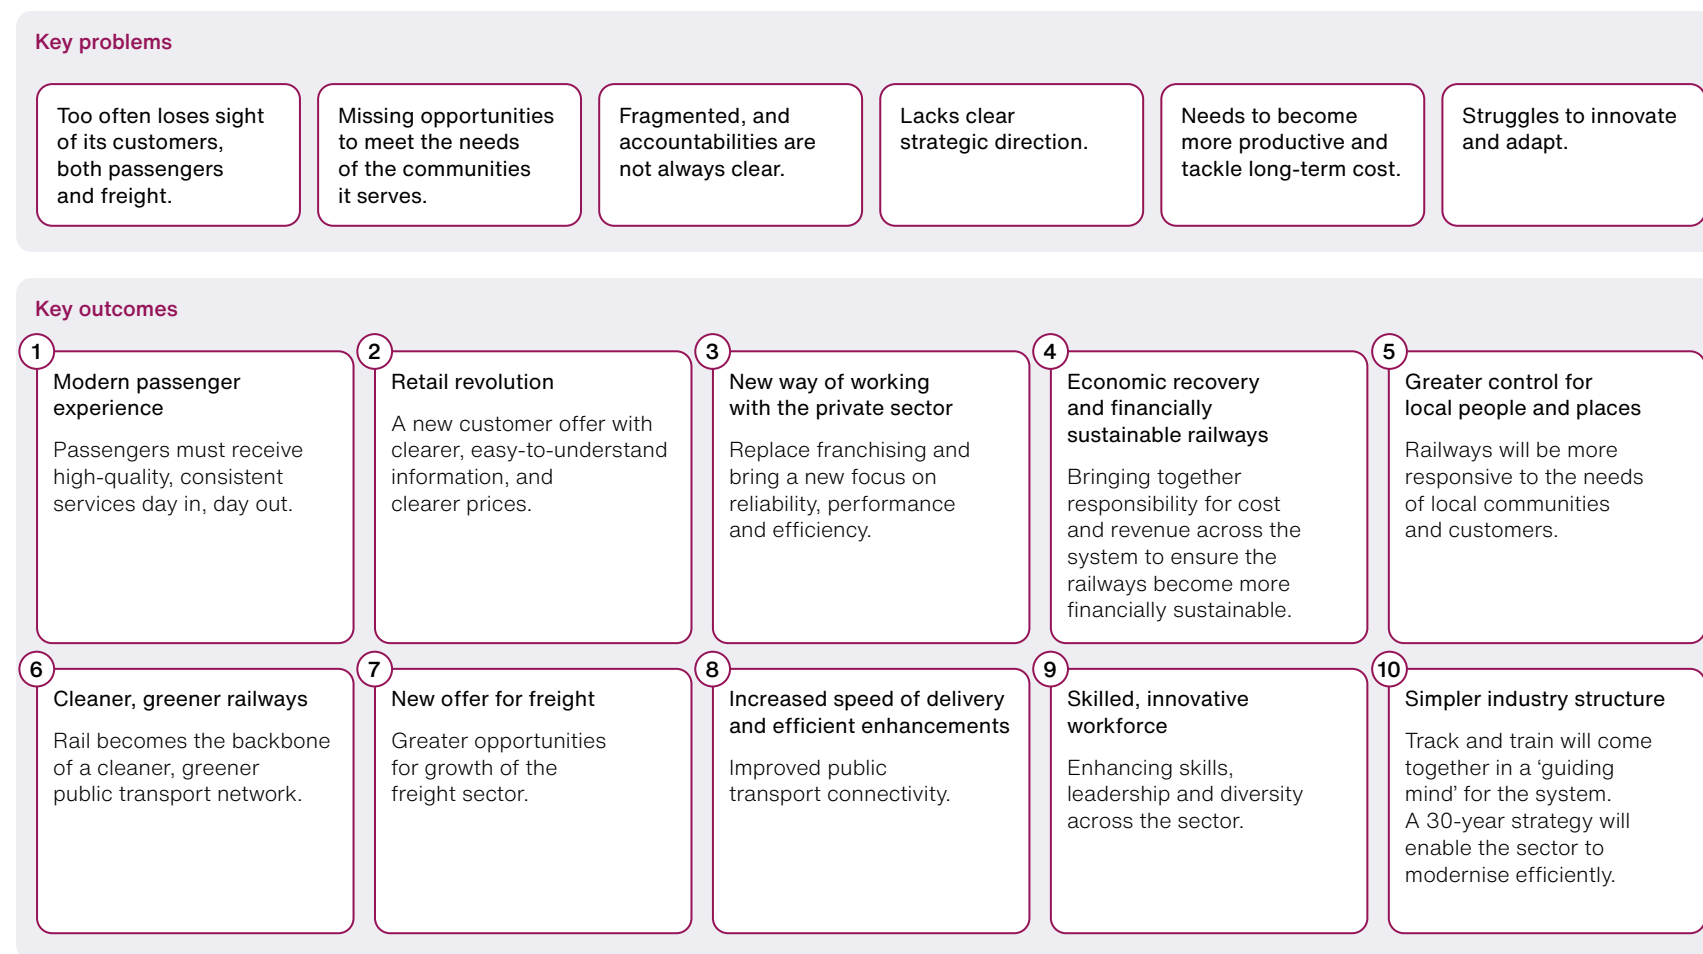 Key problems
Too often loses sight
of its customers,
both passengers
and freight.
Missing opportunities
to meet the needs
of the communities
it serves.
Fragmented, and
accountabilities are
not always clear.
Lacks clear
strategic direction.
Needs to become
more productive and
tackle long-term cost.
Struggles to innovate
and adapt.
Key outcomes
1
Modern passenger
experience
Passengers must receive
high-quality, consistent
services day in, day out.
2
Retail revolution
A new customer offer with
clearer, easy-to-understand
information, and
clearer prices.
3
New way of working
with the private sector
Replace franchising and
bring a new focus on
reliability, performance
and efficiency.
4
Economic recovery
and financially
sustainable railways
Bringing together
responsibility for cost
and revenue across the
system to ensure the
railways become more
financially sustainable.
5
Greater control for
local people and places
Railways will be more
responsive to the needs
of local communities
and customers.
6
Cleaner, greener railways
Rail becomes the backbone
of a cleaner, greener
public transport network.
7
New offer for freight
Greater opportunities
for growth of the
freight sector.
8
Increased speed of delivery
and efficient enhancements
Improved public
transport connectivity.
9
Skilled, innovative
workforce
Enhancing skills,
leadership and diversity
across the sector.
10
Simpler industry structure
Track and train will come
together in a ‘guiding
mind’ for the system.
A 30-year strategy will
enable the sector to
modernise efficiently.